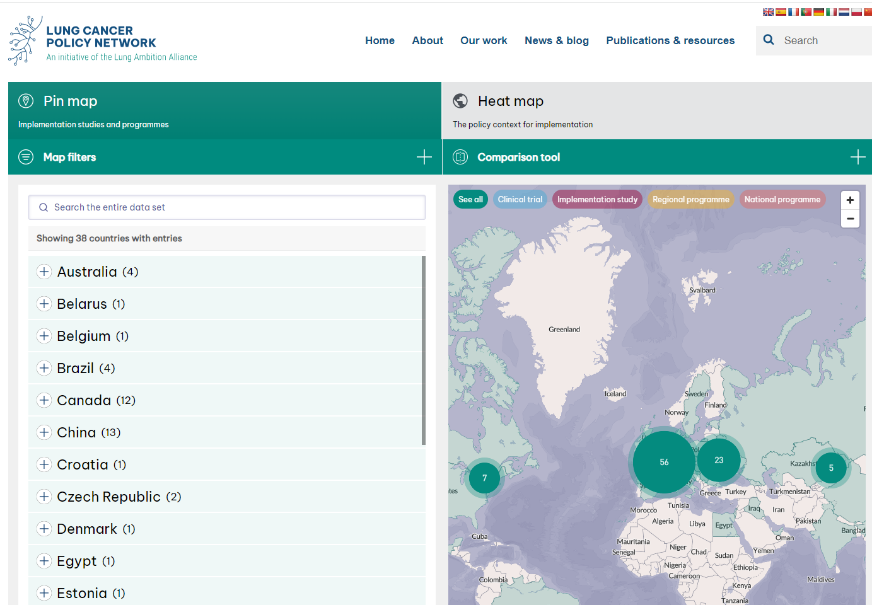 LUNG CANCER
POLICY NETWORK
An initiative of the Lung Ambition Alliance
Home About Our work News & blog Publications & resources
Search
Pin map
Implementation studies and programmes
Heat map
The policy context for implementation
Map filters
Comparison tool
Search the entire data set
Showing 38 countries with entries
Australia (4)
Belarus (1)
Belgium (1)
Brazil (4)
Canada (12)
China (13)
Croatia (1)
Czech Republic (2)
Denmark (1)
Egypt (1)
Estonia (1)
See all Clinical trial Implementation study Regional programme National programme
+
−
Svalbard
Greenland
Iceland
Sweden
Finland
Norway
56
23
5
7
Kazakhst
tes
Greece Turkey Turkmenistan
Tunisia
Morocco
Iraq Iran
Algeria Libya Egypt
Pakistan
Cuba
Oman
Banglad
Mauritania
Senegal
Niger Chad Sudan
Yemen
Nigeria
Ethiopia
Cameroon
Colombia
Kenya
Maldives
Tanzania